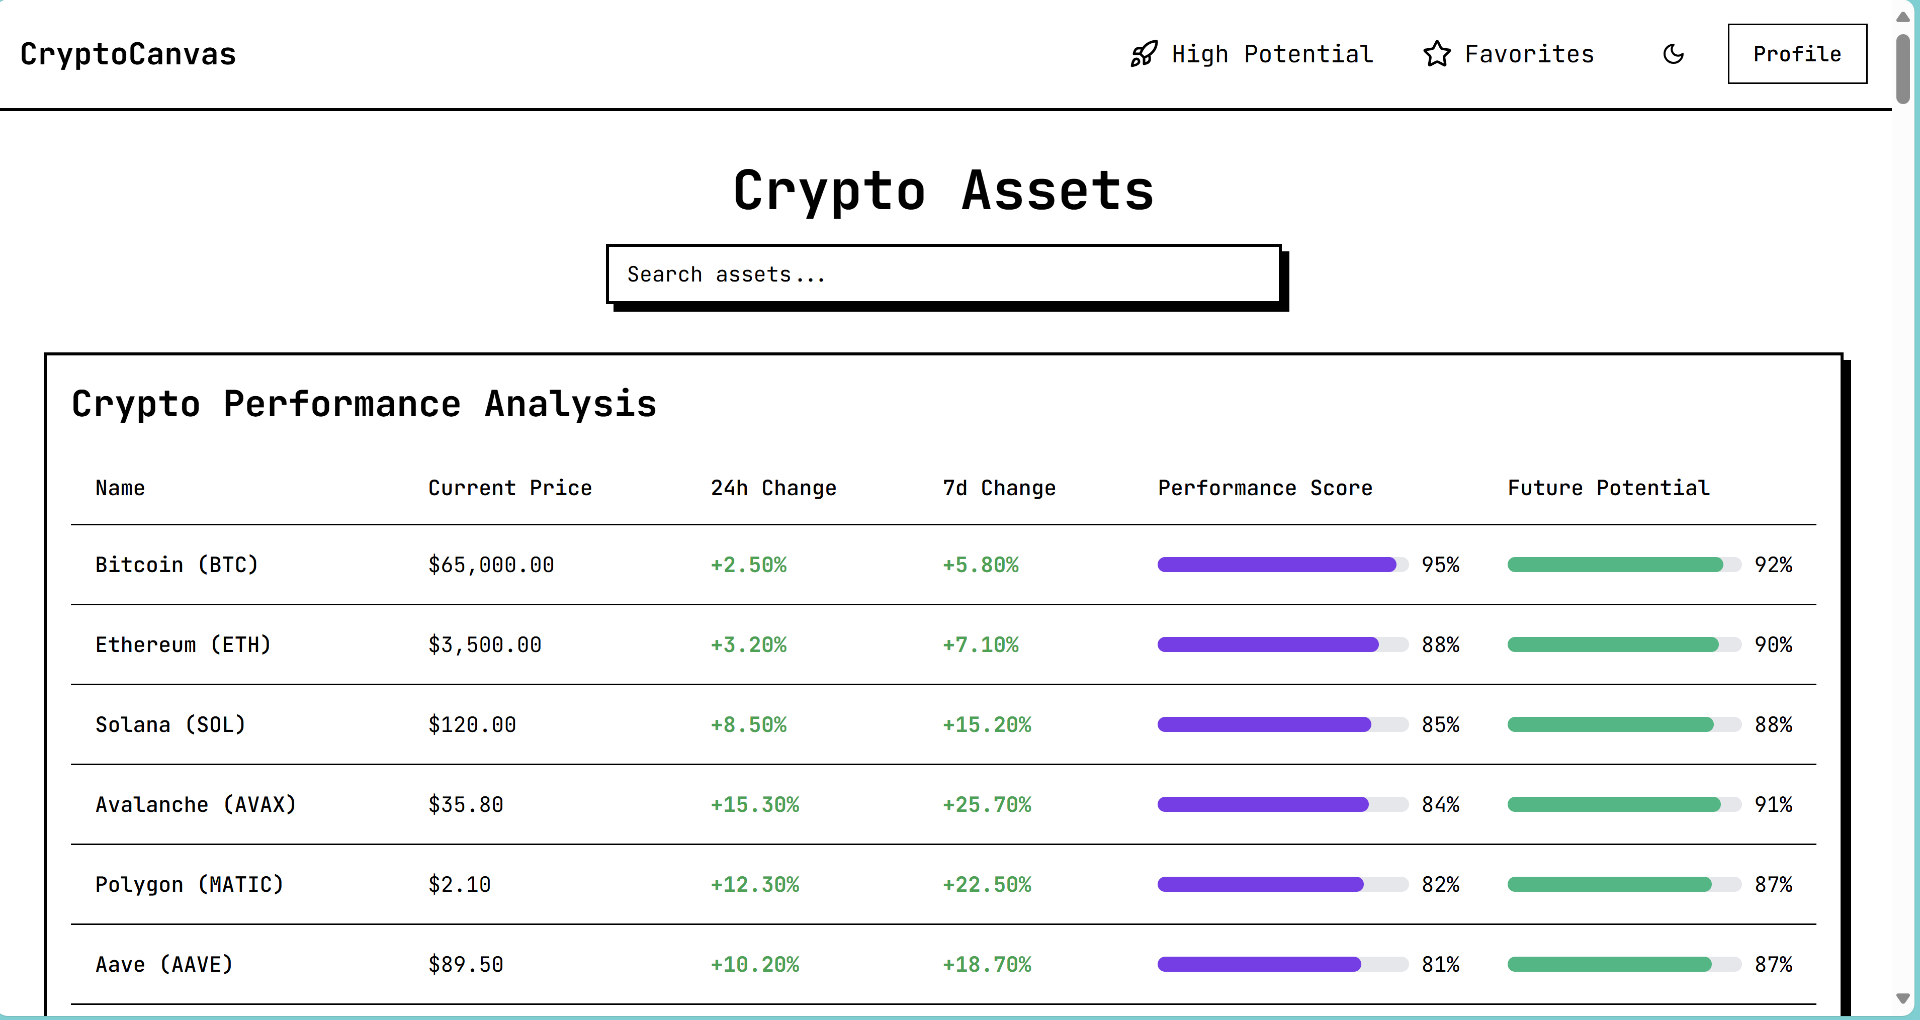 CryptoCanvas High Potential Favorites Profile
Crypto Assets
Search assets...
Crypto Performance Analysis
Name Current Price 24h Change 7d Change Performance Score Future Potential
Bitcoin (BTC) $65,000.00 +2.50% +5.80% 95% 92%
Ethereum (ETH) $3,500.00 +3.20% +7.10% 88% 90%
Solana (SOL) $120.00 +8.50% +15.20% 85% 88%
Avalanche (AVAX) $35.80 +15.30% +25.70% 84% 91%
Polygon (MATIC) $2.10 +12.30% +22.50% 82% 87%
Aave (AAVE) $89.50 +10.20% +18.70% 81% 87%